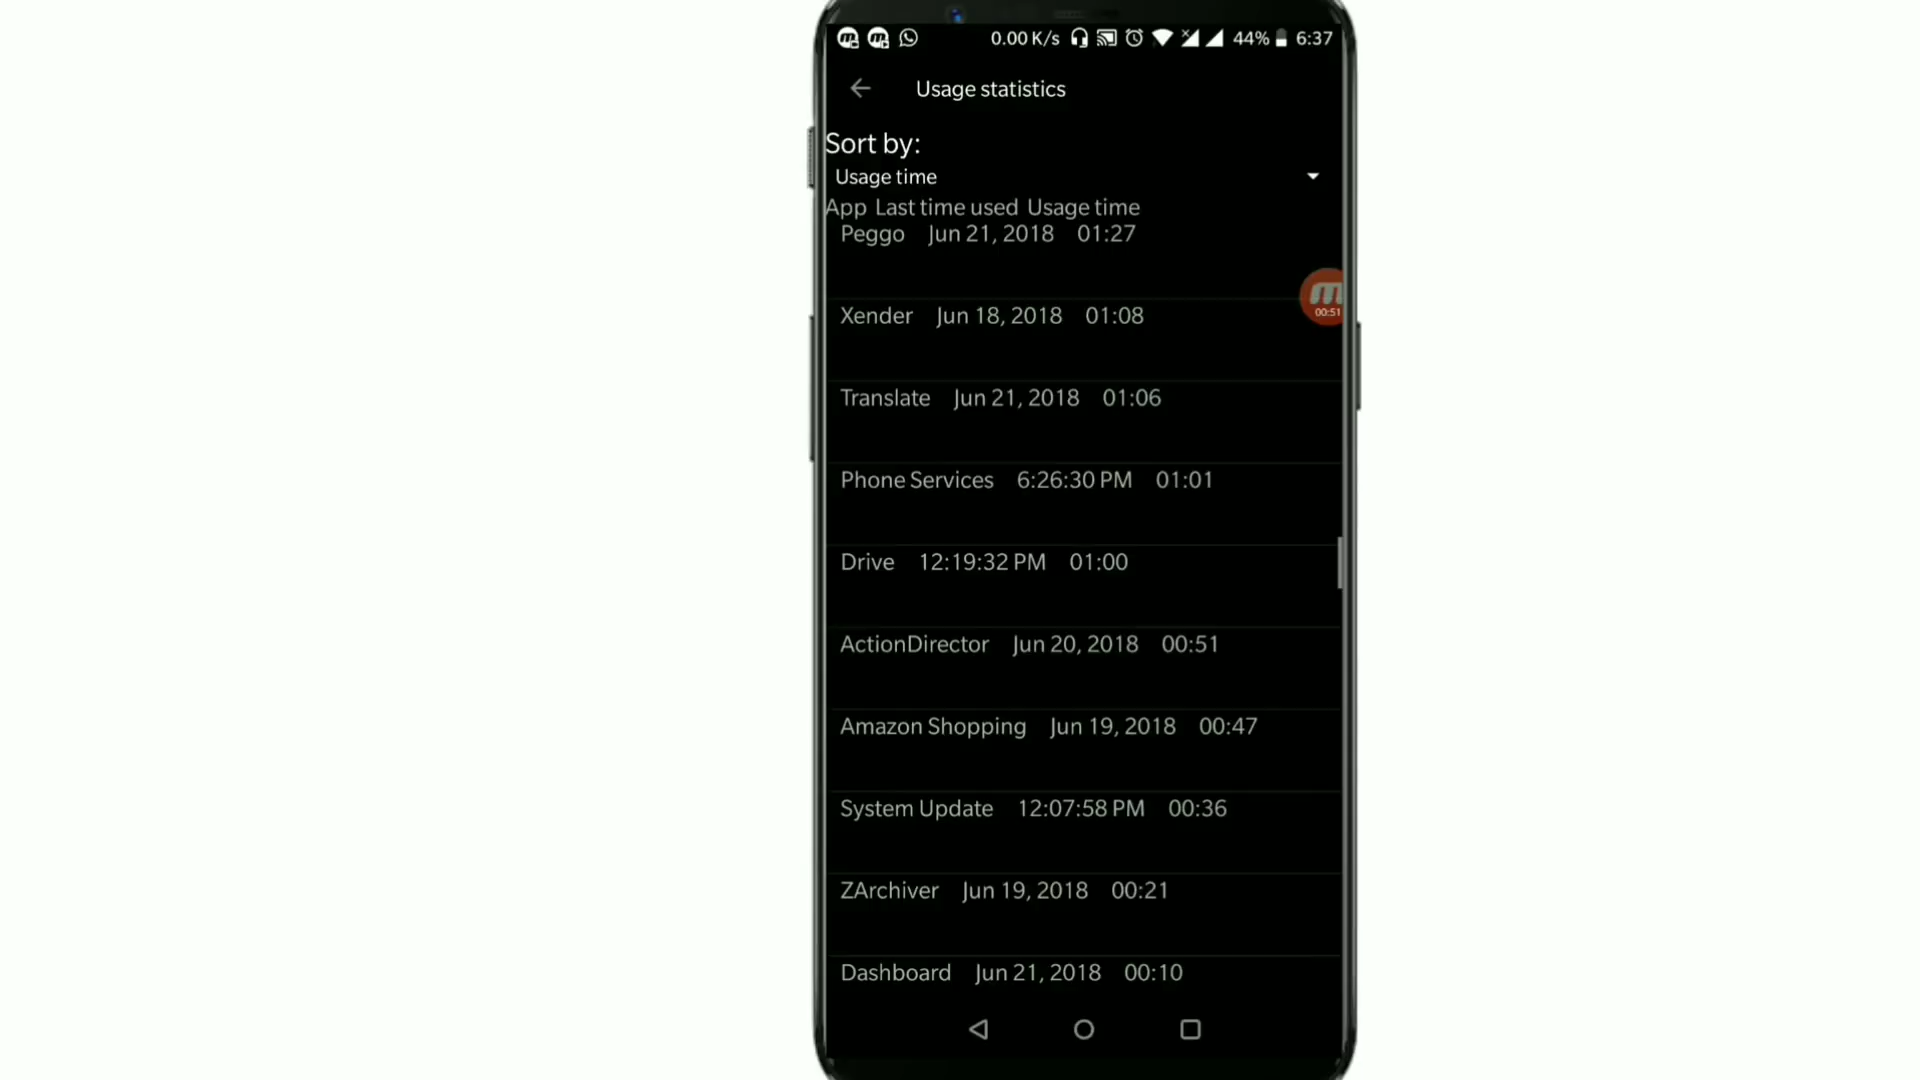 0.00 K/s 44% 6:37
Usage statistics
Sort by:
Usage time
App Last time used Usage time
Peggo Jun 21, 2018 01:27
m 00:51
Xender Jun 18, 2018 01:08
Translate Jun 21, 2018 01:06
Phone Services 6:26:30 PM 01:01
Drive 12:19:32 PM 01:00
ActionDirector Jun 20, 2018 00:51
Amazon Shopping Jun 19, 2018 00:47
System Update 12:07:58 PM 00:36
ZArchiver Jun 19, 2018 00:21
Dashboard Jun 21, 2018 00:10